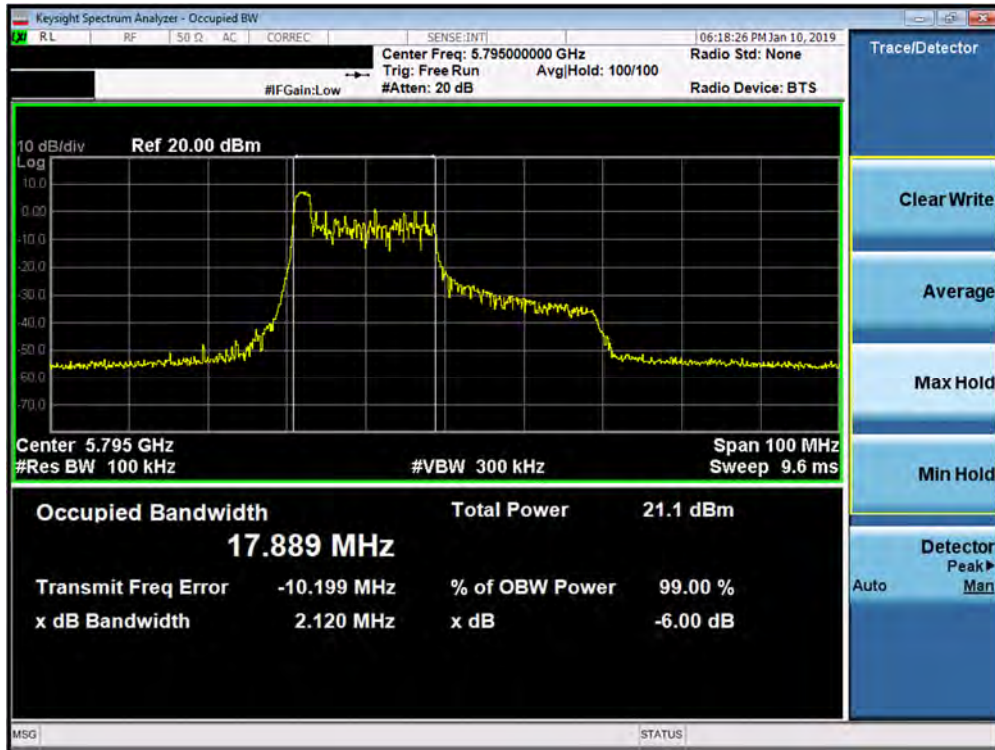 Keysight Spectrum Analyzer - Occupied BW
LXI RL RF 50 Ω AC CORREC SENSE:INT 06:18:26 PM Jan 10, 2019
Center Freq: 5.795000000 GHz Radio Std: None
Trig: Free Run Avg|Hold: 100/100
#IFGain:Low #Atten: 20 dB Radio Device: BTS
10 dB/div Ref 20.00 dBm
Log
10.0
0.00
-10.0
-20.0
-30.0
-40.0
-50.0
-60.0
-70.0
Center 5.795 GHz Span 100 MHz
#Res BW 100 kHz #VBW 300 kHz Sweep 9.6 ms
Occupied Bandwidth Total Power 21.1 dBm
17.889 MHz
Transmit Freq Error -10.199 MHz % of OBW Power 99.00 %
x dB Bandwidth 2.120 MHz x dB -6.00 dB
MSG STATUS
Trace/Detector
Clear Write
Average
Max Hold
Min Hold
Detector
Peak▶
Auto Man